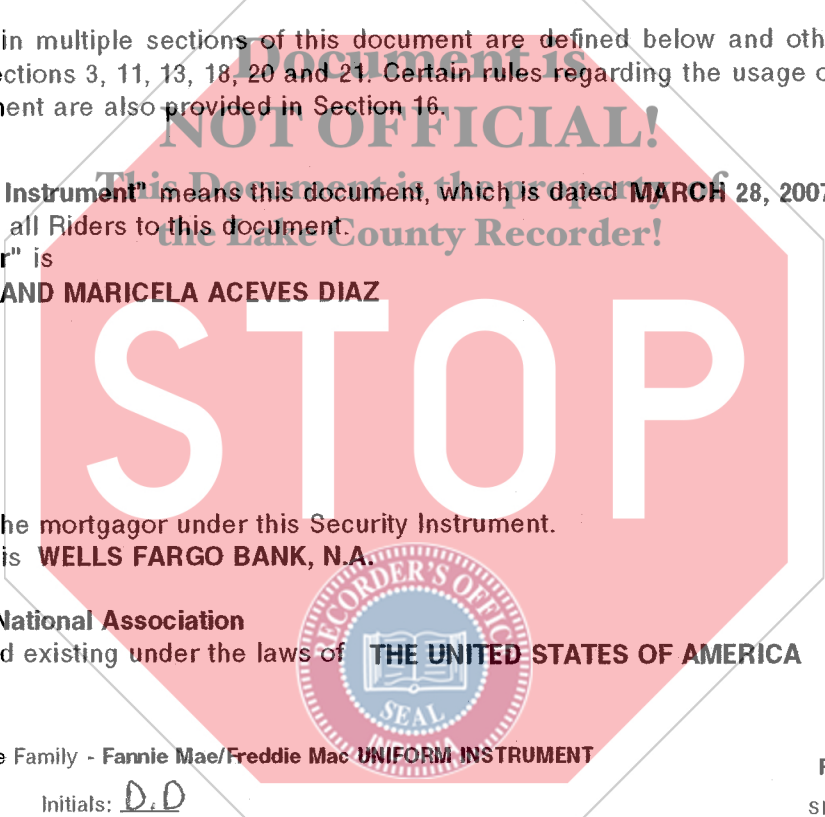 in multiple sections of this document are defined below and oth
Document is
ections 3, 11, 13, 18, 20 and 21. Certain rules regarding the usage o
ment are also provided in Section 16.
NOT OFFICIAL!
Instrument" means this document, which is dated MARCH 28, 2007
This Document is the property of
all Riders to this document.
the Lake County Recorder!
r" is
AND MARICELA ACEVES DIAZ
STOP
he mortgagor under this Security Instrument.
is WELLS FARGO BANK, N.A.
RECORDER'S OFFICE
National Association
d existing under the laws of THE UNITED STATES OF AMERICA
SEAL
INDIANA
e Family - Fannie Mae/Freddie Mac UNIFORM INSTRUMENT
Initials: D.D